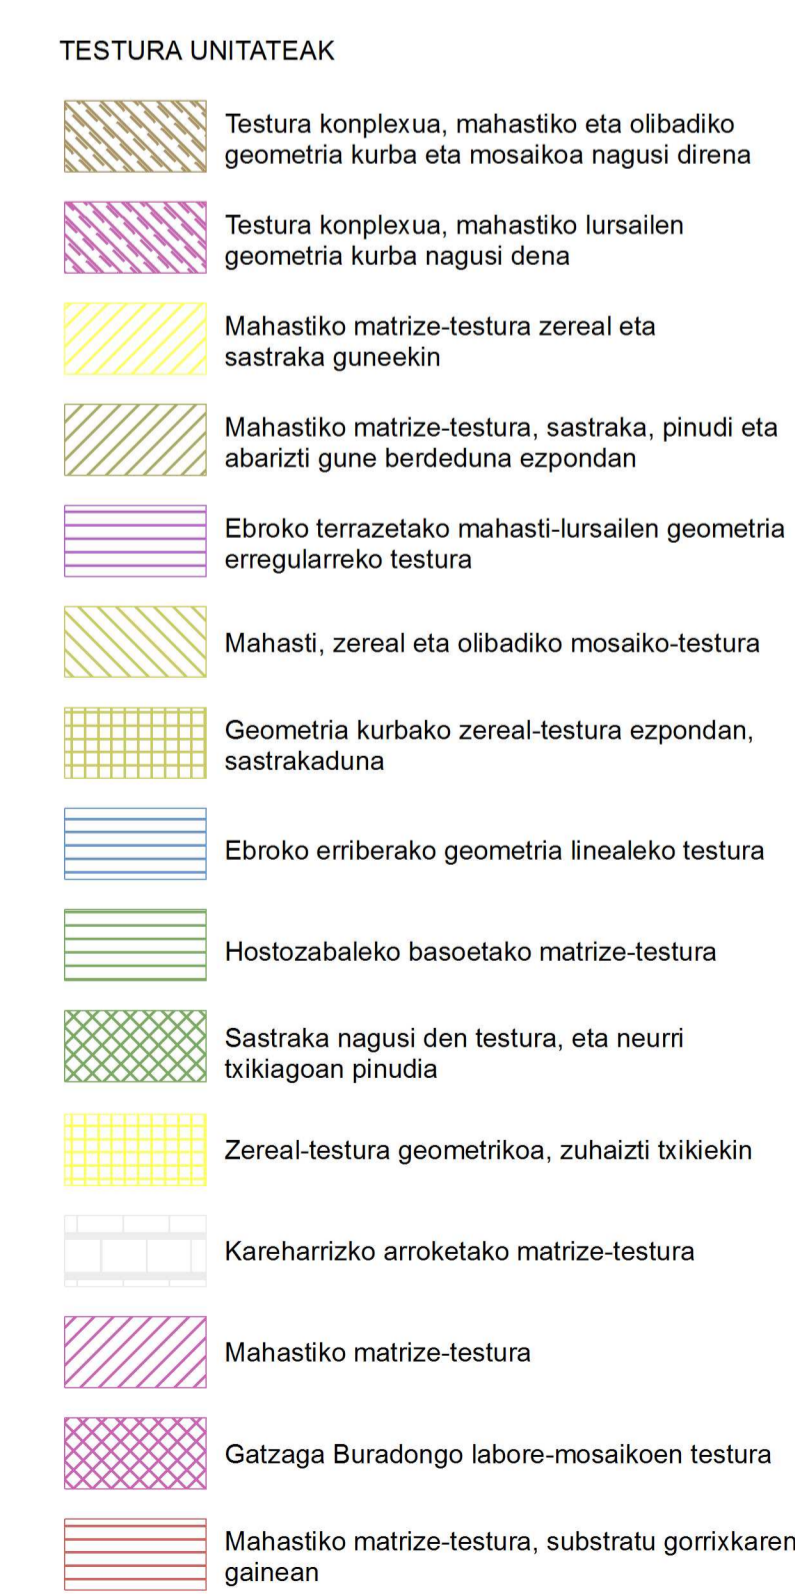 TESTURA UNITATEAK
Testura konplexua, mahastiko eta olibadiko
geometria kurba eta mosaikoa nagusi direna
Testura konplexua, mahastiko lursailen
geometria kurba nagusi dena
Mahastiko matrize-testura zereal eta
sastraka guneekin
Mahastiko matrize-testura, sastraka, pinudi eta
abarizti gune berdeduna ezpondan
Ebroko terrazetako mahasti-lursailen geometria
erregularreko testura
Mahasti, zereal eta olibadiko mosaiko-testura
Geometria kurbako zereal-testura ezpondan,
sastrakaduna
Ebroko erriberako geometria linealeko testura
Hostozabaleko basoetako matrize-testura
Sastraka nagusi den testura, eta neurri
txikiagoan pinudia
Zereal-testura geometrikoa, zuhaizti txikiekin
Kareharrizko arroketako matrize-testura
Mahastiko matrize-testura
Gatzaga Buradongo labore-mosaikoen testura
Mahastiko matrize-testura, substratu gorrixkaren
gainean